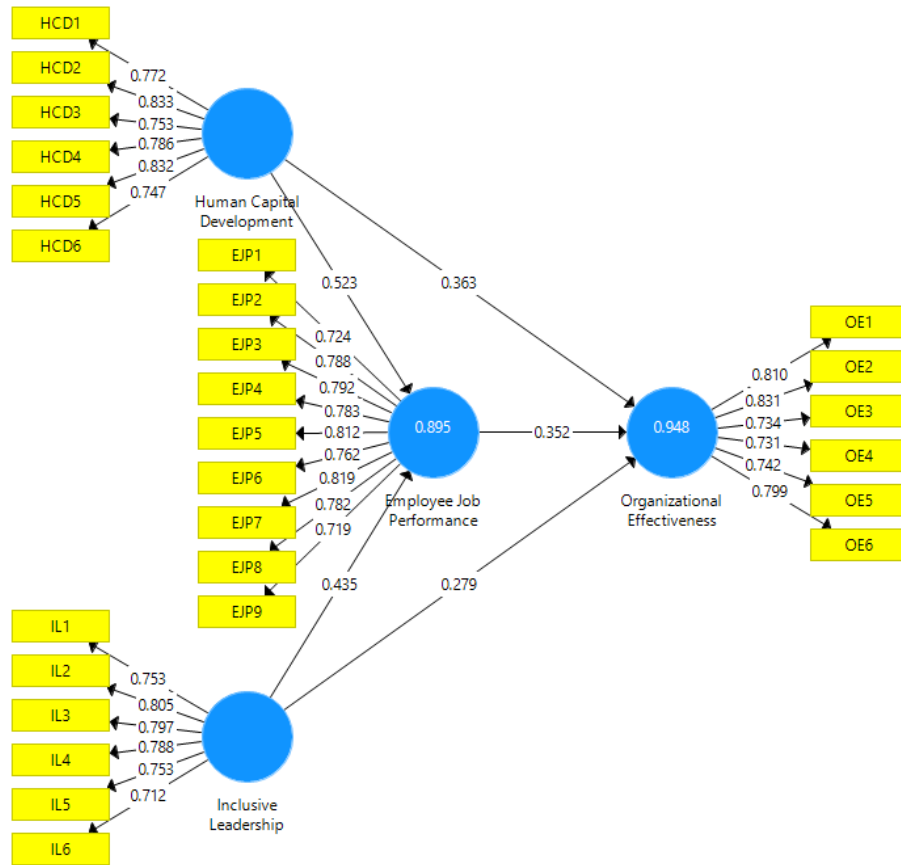 HCD1
HCD2
HCD3
HCD4
HCD5
HCD6
0.772
0.833
0.753
0.786
0.832
0.747
Human Capital
Development
EJP1
EJP2
EJP3
EJP4
EJP5
EJP6
EJP7
EJP8
EJP9
0.724
0.788
0.792
0.783
0.812
0.762
0.819
0.782
0.719
0.523
0.363
0.895
Employee Job
Performance
0.352
0.948
Organizational
Effectiveness
0.810
0.831
0.734
0.731
0.742
0.799
OE1
OE2
OE3
OE4
OE5
OE6
0.435
0.279
IL1
IL2
IL3
IL4
IL5
IL6
0.753
0.805
0.797
0.788
0.753
0.712
Inclusive
Leadership